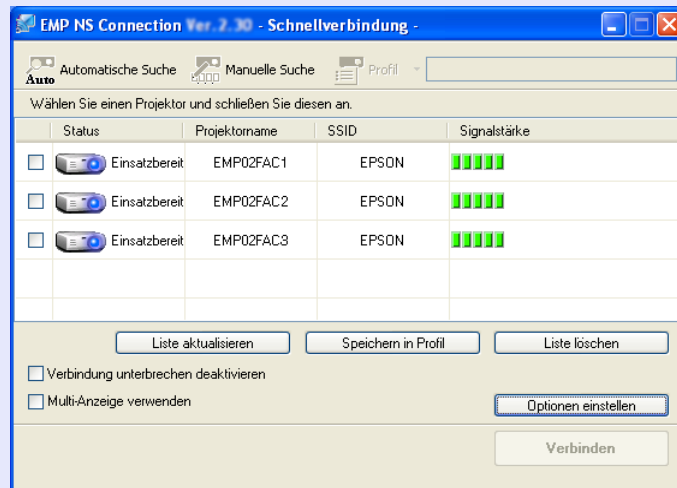 EMP NS Connection Ver.2.30 - Schnellverbindung -
Auto Automatische Suche Manuelle Suche Profil
Wählen Sie einen Projektor und schließen Sie diesen an.
Status Projektorname SSID Signalstärke
Einsatzbereit EMP02FAC1 EPSON
Einsatzbereit EMP02FAC2 EPSON
Einsatzbereit EMP02FAC3 EPSON
Liste aktualisieren Speichern in Profil Liste löschen
Verbindung unterbrechen deaktivieren
Multi-Anzeige verwenden
Optionen einstellen
Verbinden